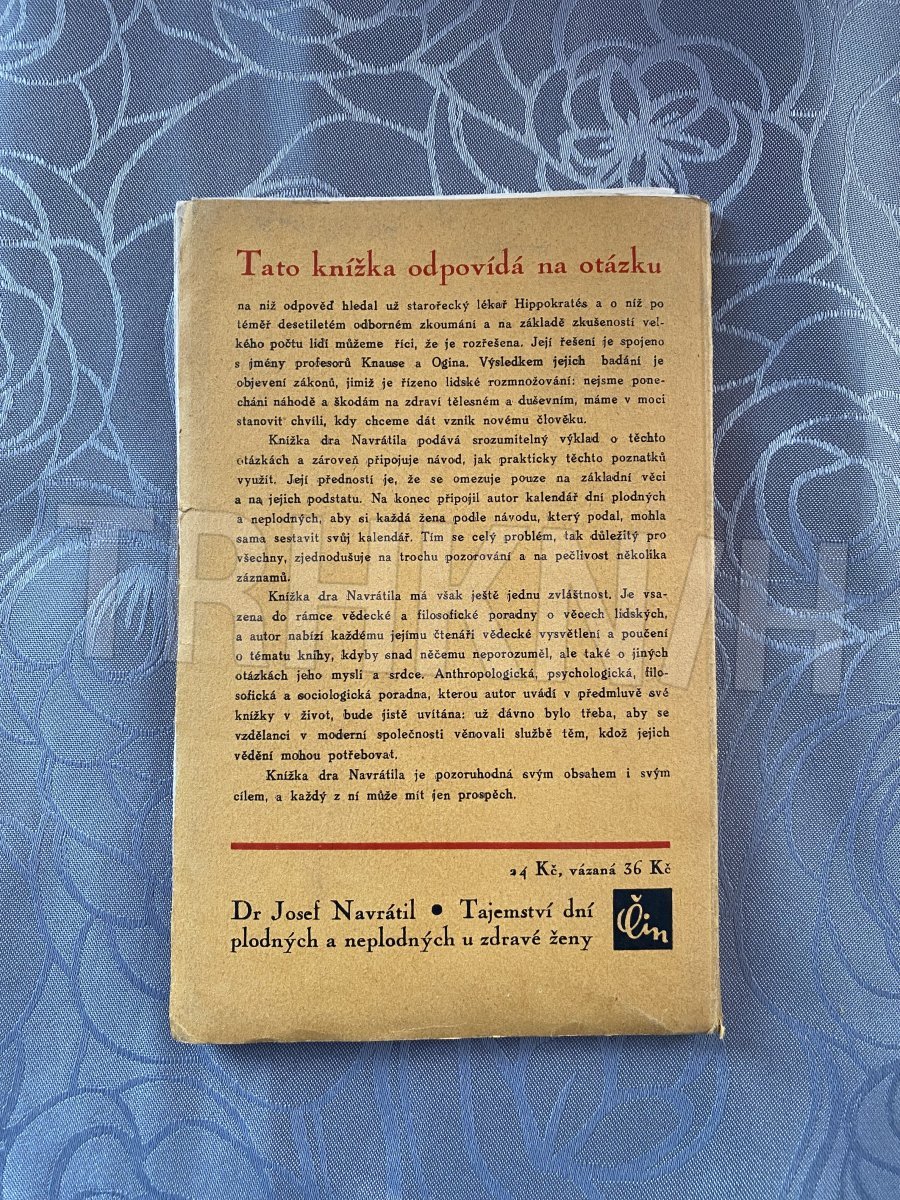 Tato knížka odpovídá na otázku
na niž odpověď hledal už starořecký lékař Hippokratés a o níž po
téměř desetiletém odborném zkoumání a na základě zkušeností vel-
kého počtu lidí můžeme říci, že je rozřešena. Její řešení je spojeno
s jmény profesorů Knause a Ogina. Výsledkem jejich badání je
objevení zákonů, jimiž je řízeno lidské rozmnožování: nejsme pone-
cháni náhodě a škodám na zdraví tělesném a duševním, máme v moci
stanovit chvíli, kdy chceme dát vznik novému člověku.
Knížka dra Navrátila podává srozumitelný výklad o těchto
otázkách a zároveň připojuje návod, jak prakticky těchto poznatků
využít. Její předností je, že se omezuje pouze na základní věci
a na jejich podstatu. Na konec připojil autor kalendář dní plodných
a neplodných, aby si každá žena podle návodu, který podal, mohla
sama sestavit svůj kalendář. Tím se celý problém, tak důležitý pro
všechny, zjednodušuje na trochu pozorování a na pečlivost několika
záznamů.
Knížka dra Navrátila má však ještě jednu zvláštnost. Je vsa-
zena do rámce vědecké a filosofické poradny o věcech lidských,
a autor nabízí každému jejímu čtenáři vědecké vysvětlení a poučení
o tématu knihy, kdyby snad něčemu neporozuměl, ale také o jiných
otázkách jeho mysli a srdce. Anthropologická, psychologická, filo-
sofická a sociologická poradna, kterou autor uvádí v předmluvě své
knížky v život, bude jistě uvítána: už dávno bylo třeba, aby se
vzdělanci v moderní společnosti věnovali službě těm, kdož jejich
vědění mohou potřebovat.
Knížka dra Navrátila je pozoruhodná svým obsahem i svým
cílem, a každý z ní může mít jen prospěch.
24 Kč, vázaná 36 Kč
Dr Josef Navrátil • Tajemství dní
plodných a neplodných u zdravé ženy
Čin